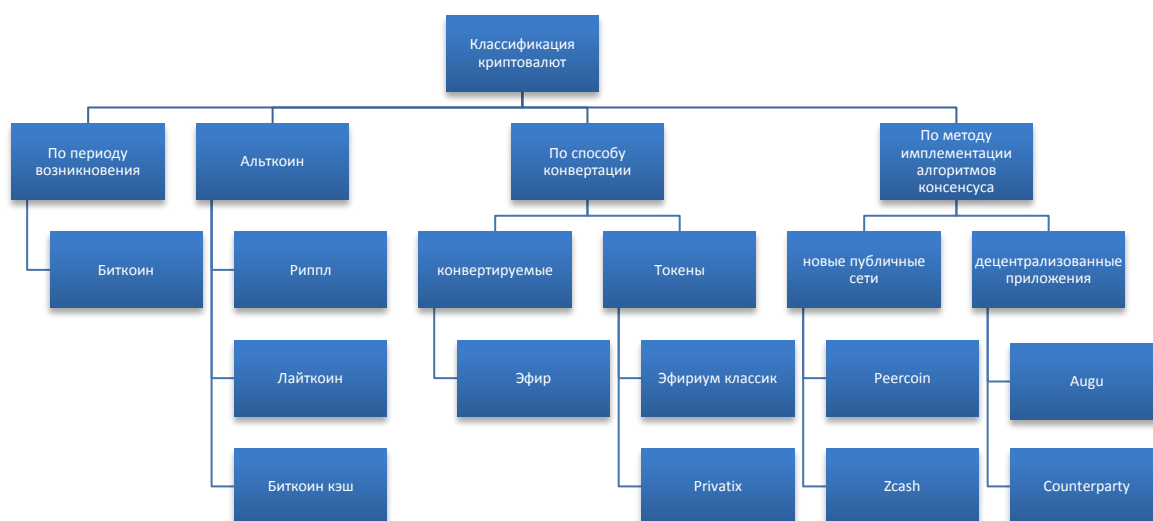 Классификация
криптовалют
По периоду
возникновения
Альткоин
По способу
конвертации
По методу
имплементации
алгоритмов
консенсуса
Биткоин
Риппл
конвертируемые
Токены
новые публичные
сети
децентрализованные
приложения
Лайткоин
Эфир
Эфириум классик
Peercoin
Augu
Биткоин кэш
Privatix
Zcash
Counterparty